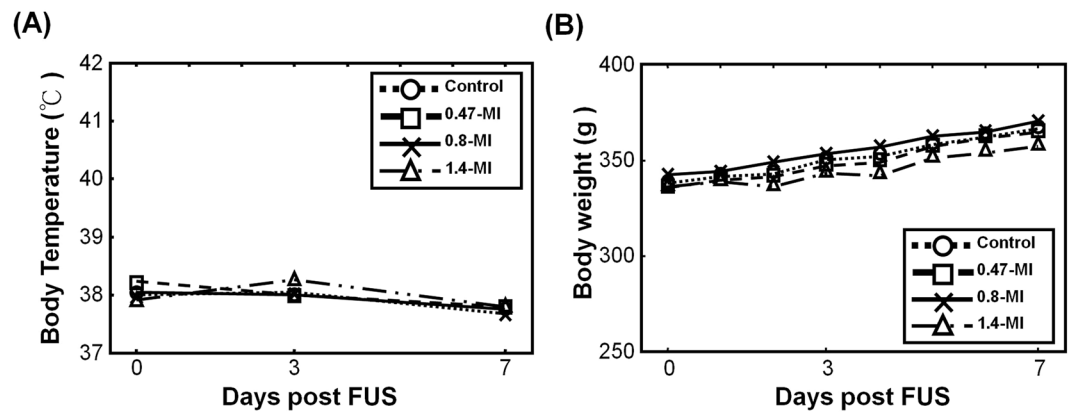 (A)
Body Temperature (℃)
42
41
40
39
38
37
0
3
7
Days post FUS
Control
0.47-MI
0.8-MI
1.4-MI
(B)
Body weight (g)
400
350
300
250
0
3
7
Days post FUS
Control
0.47-MI
0.8-MI
1.4-MI